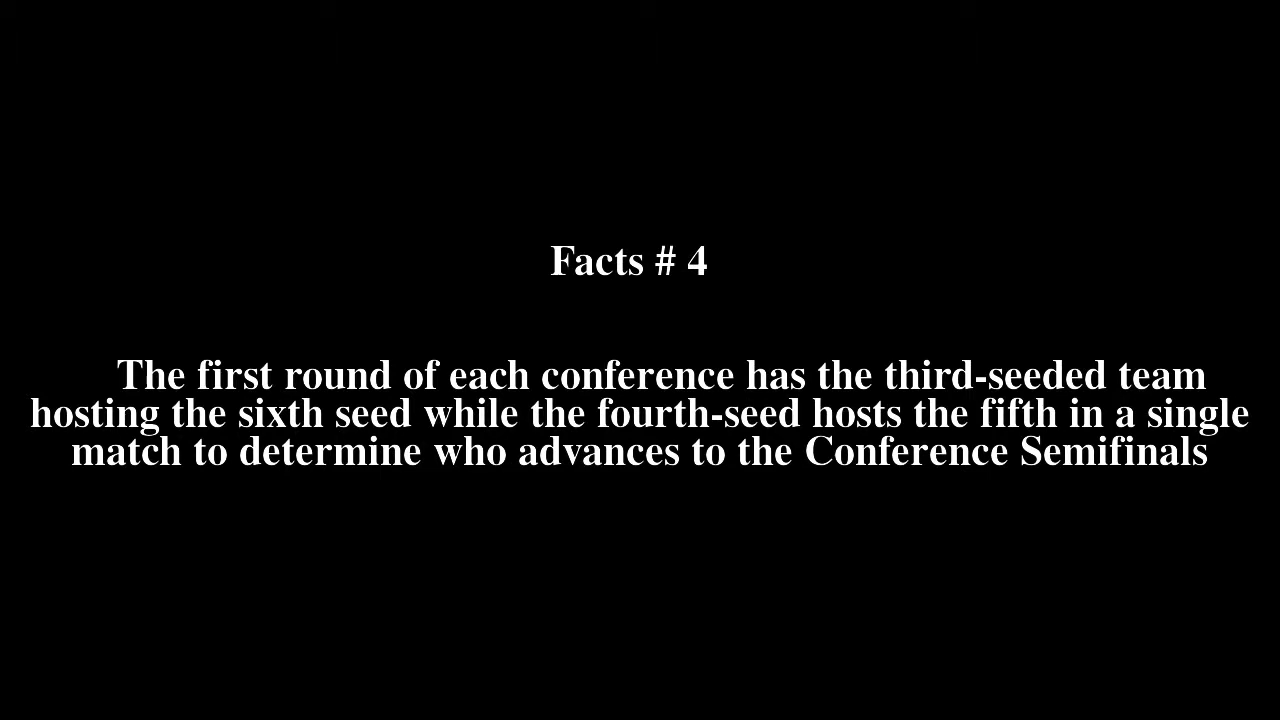 Facts # 4
The first round of each conference has the third-seeded team
hosting the sixth seed while the fourth-seed hosts the fifth in a single
match to determine who advances to the Conference Semifinals